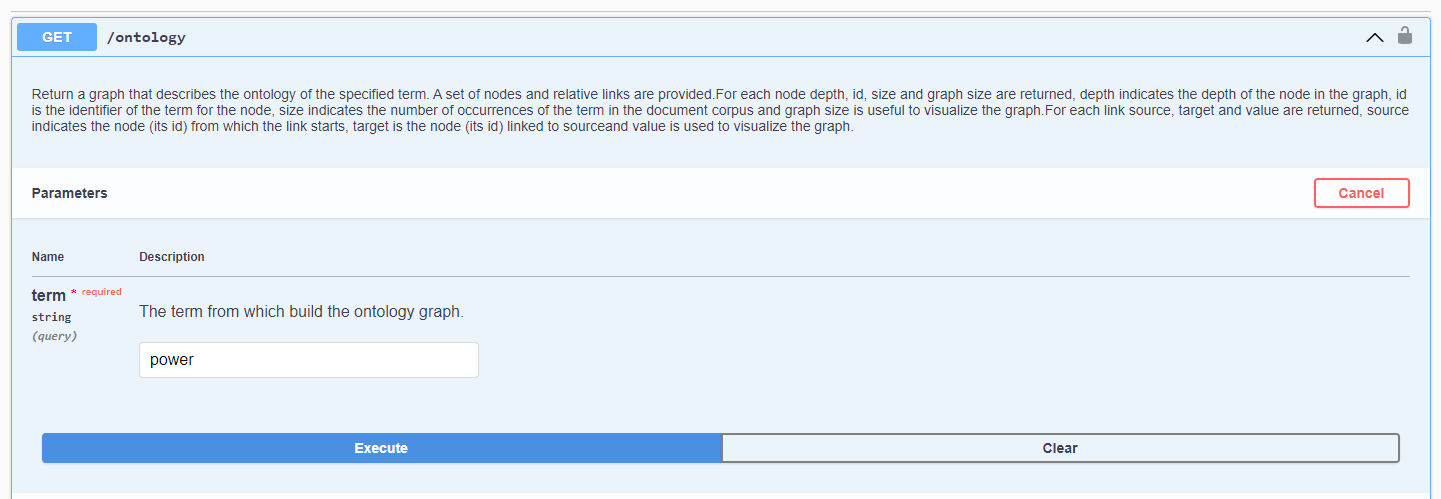 GET /ontology
Return a graph that describes the ontology of the specified term. A set of nodes and relative links are provided.For each node depth, id, size and graph size are returned, depth indicates the depth of the node in the graph, id
is the identifier of the term for the node, size indicates the number of occurrences of the term in the document corpus and graph size is useful to visualize the graph.For each link source, target and value are returned, source
indicates the node (its id) from which the link starts, target is the node (its id) linked to sourceand value is used to visualize the graph.
Parameters Cancel
Name Description
term * required
string
(query)
The term from which build the ontology graph.
power
Execute Clear